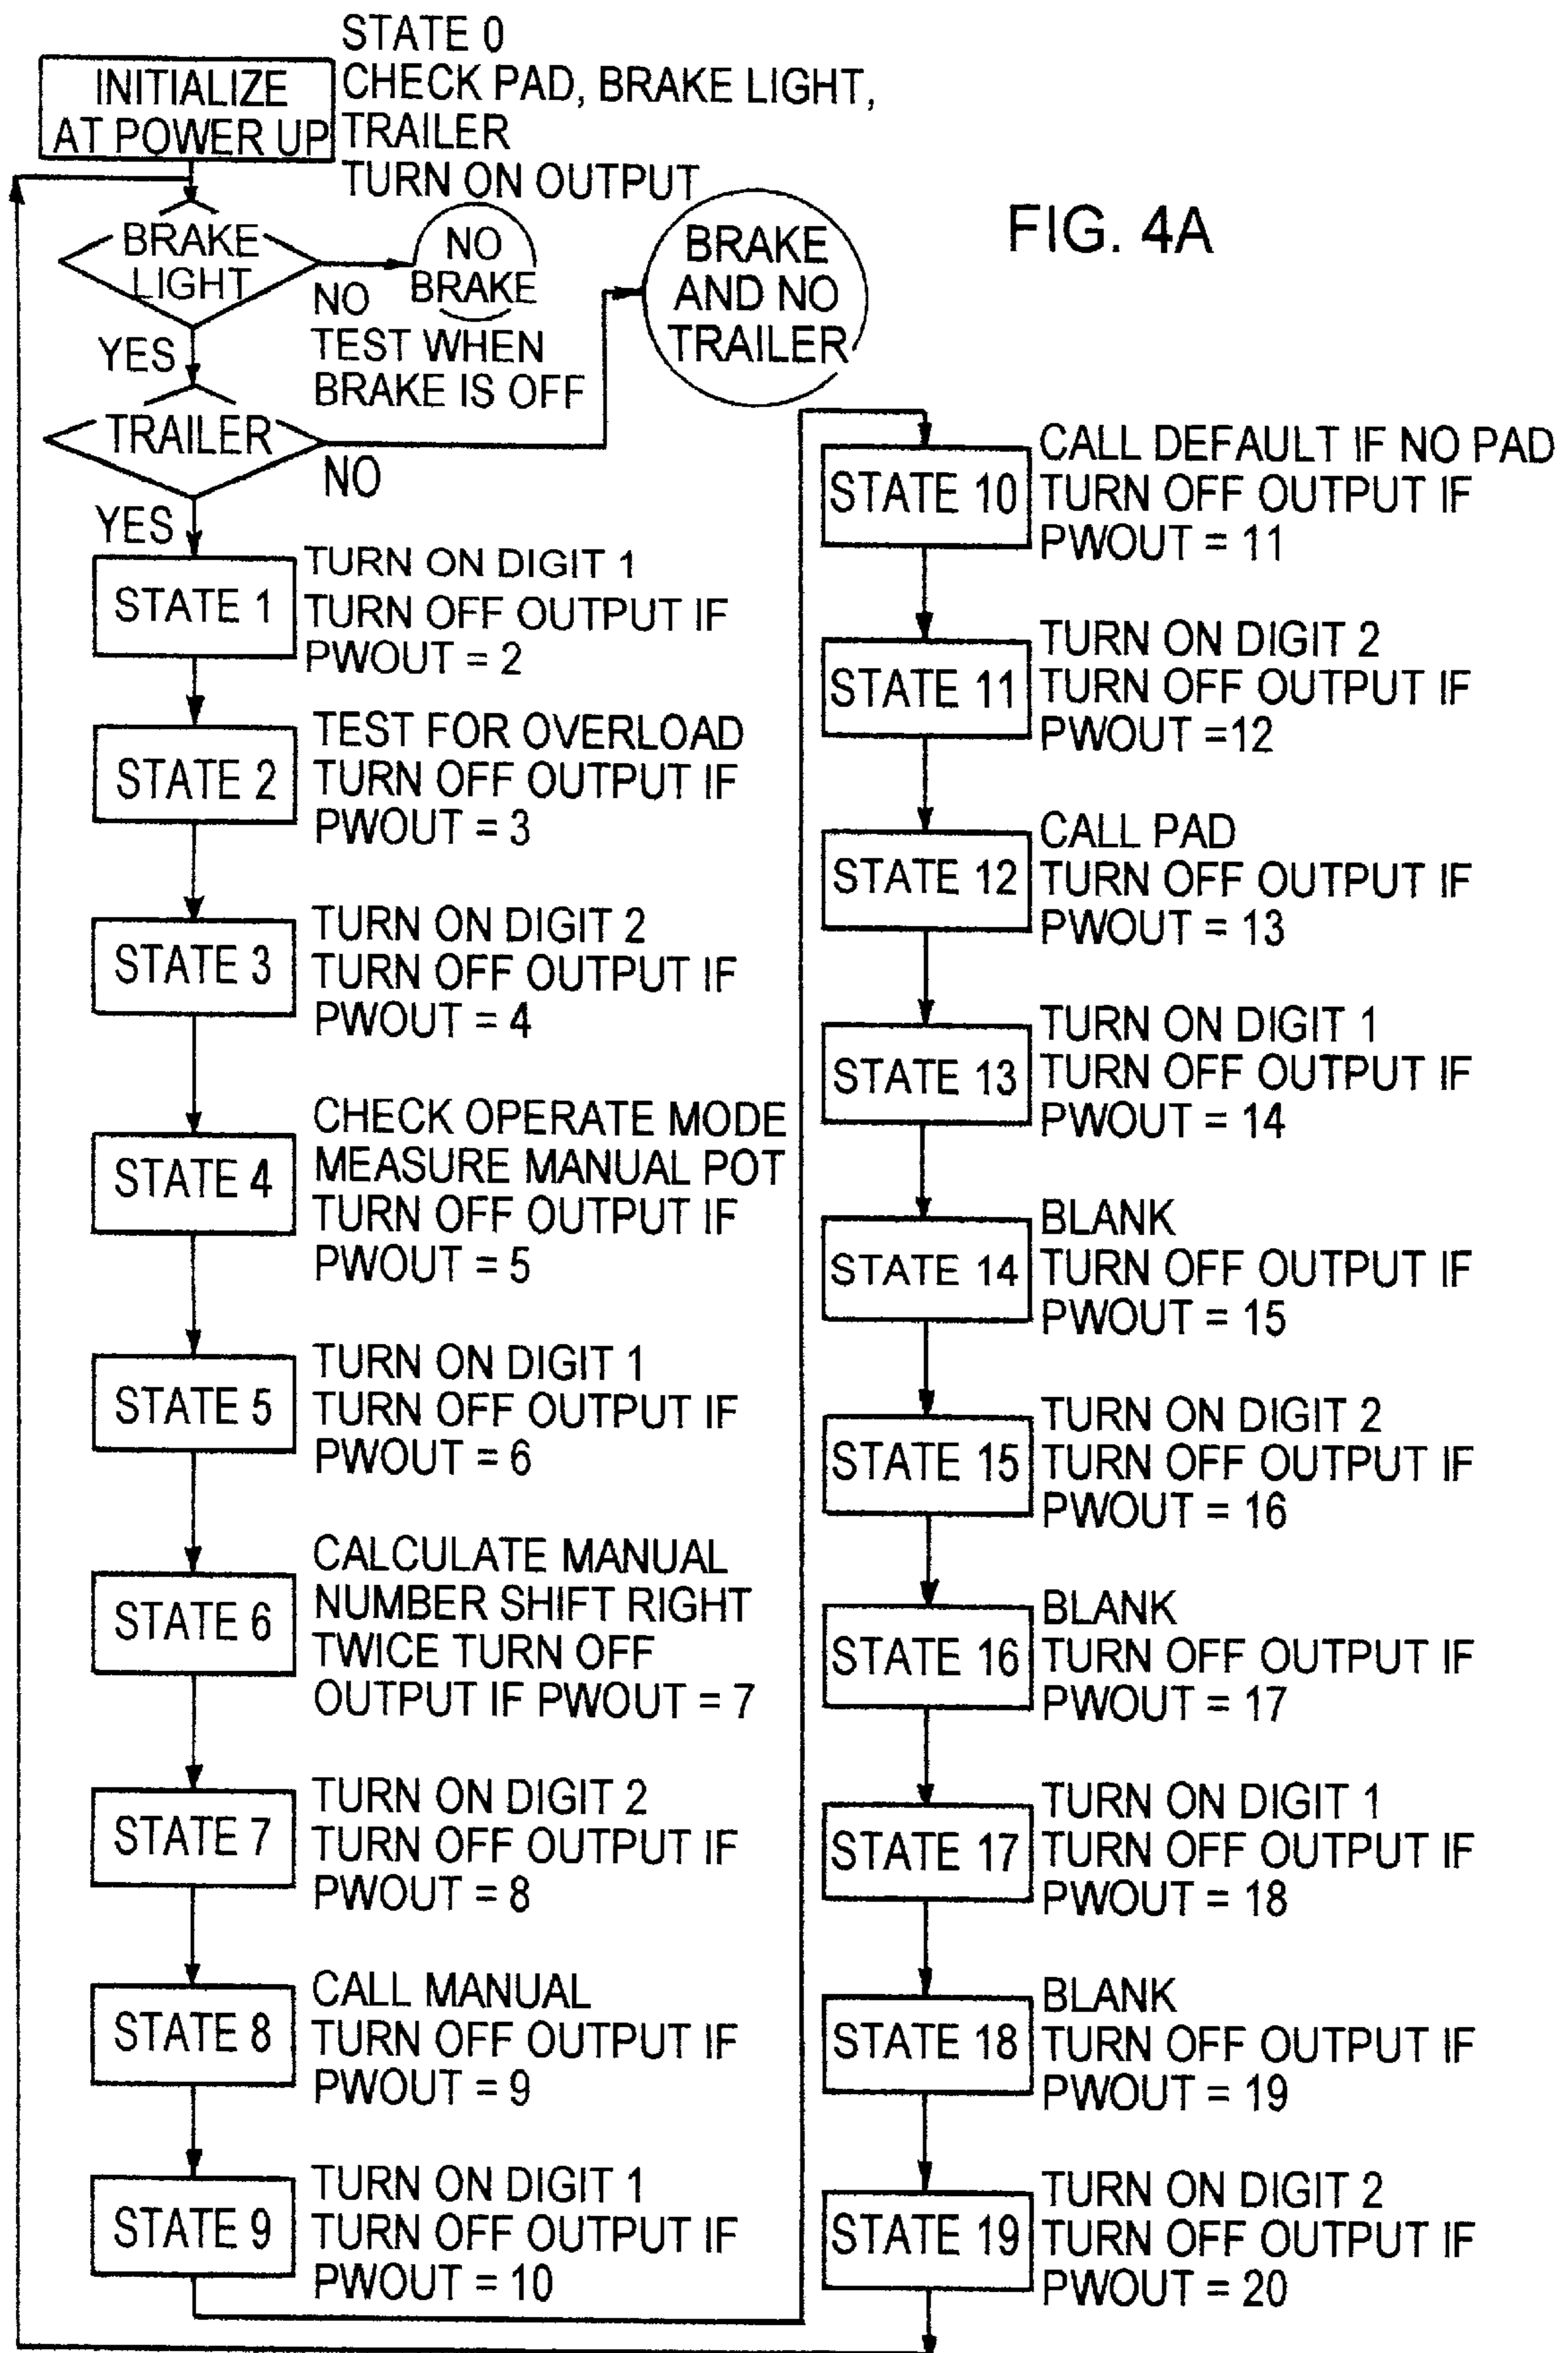 STATE 0
CHECK PAD, BRAKE LIGHT,
TRAILER
TURN ON OUTPUT
INITIALIZE
AT POWER UP
FIG. 4A
BRAKE
LIGHT
NO
BRAKE
NO
TEST WHEN
BRAKE IS OFF
BRAKE
AND NO
TRAILER
YES
TRAILER
NO
YES
STATE 1
TURN ON DIGIT 1
TURN OFF OUTPUT IF
PWOUT = 2
STATE 2
TEST FOR OVERLOAD
TURN OFF OUTPUT IF
PWOUT = 3
STATE 3
TURN ON DIGIT 2
TURN OFF OUTPUT IF
PWOUT = 4
STATE 4
CHECK OPERATE MODE
MEASURE MANUAL POT
TURN OFF OUTPUT IF
PWOUT = 5
STATE 5
TURN ON DIGIT 1
TURN OFF OUTPUT IF
PWOUT = 6
STATE 6
CALCULATE MANUAL
NUMBER SHIFT RIGHT
TWICE TURN OFF
OUTPUT IF PWOUT = 7
STATE 7
TURN ON DIGIT 2
TURN OFF OUTPUT IF
PWOUT = 8
STATE 8
CALL MANUAL
TURN OFF OUTPUT IF
PWOUT = 9
STATE 9
TURN ON DIGIT 1
TURN OFF OUTPUT IF
PWOUT = 10
STATE 10
CALL DEFAULT IF NO PAD
TURN OFF OUTPUT IF
PWOUT = 11
STATE 11
TURN ON DIGIT 2
TURN OFF OUTPUT IF
PWOUT =12
STATE 12
CALL PAD
TURN OFF OUTPUT IF
PWOUT = 13
STATE 13
TURN ON DIGIT 1
TURN OFF OUTPUT IF
PWOUT = 14
STATE 14
BLANK
TURN OFF OUTPUT IF
PWOUT = 15
STATE 15
TURN ON DIGIT 2
TURN OFF OUTPUT IF
PWOUT = 16
STATE 16
BLANK
TURN OFF OUTPUT IF
PWOUT = 17
STATE 17
TURN ON DIGIT 1
TURN OFF OUTPUT IF
PWOUT = 18
STATE 18
BLANK
TURN OFF OUTPUT IF
PWOUT = 19
STATE 19
TURN ON DIGIT 2
TURN OFF OUTPUT IF
PWOUT = 20